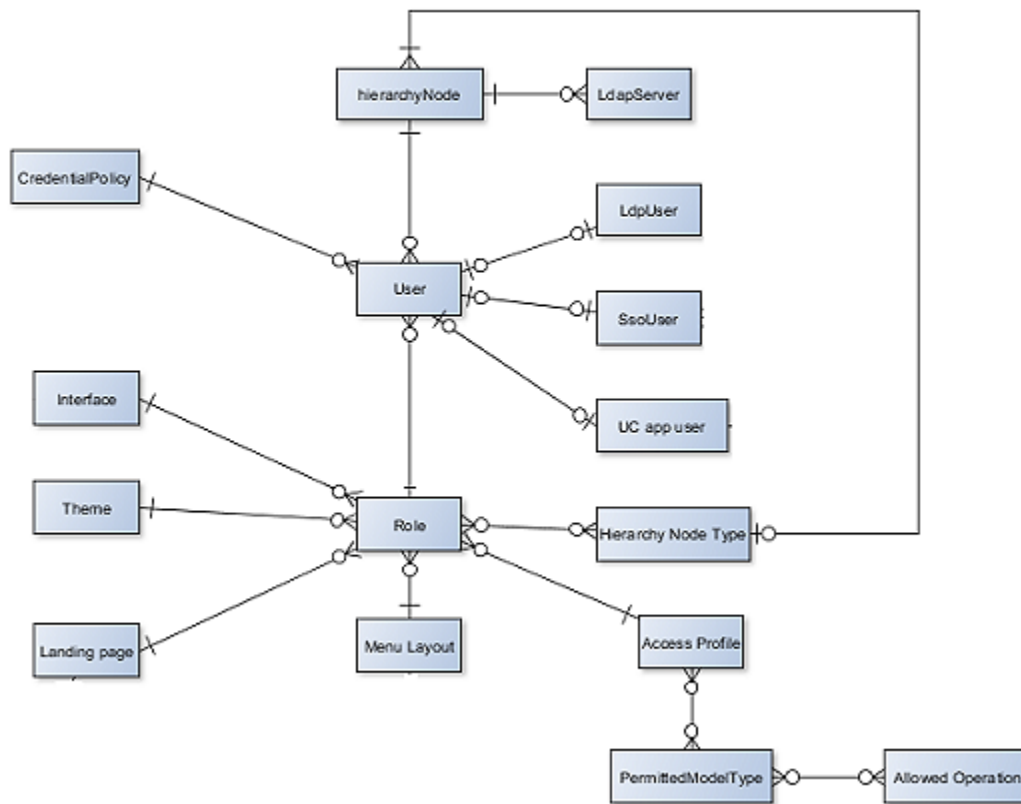 hierarchyNode
LdapServer
CredentialPolicy
LdpUser
User
SsoUser
Interface
UC app user
Theme
Role
Hierarchy Node Type
Landing page
Menu Layout
Access Profile
PermittedModelType
Allowed Operation